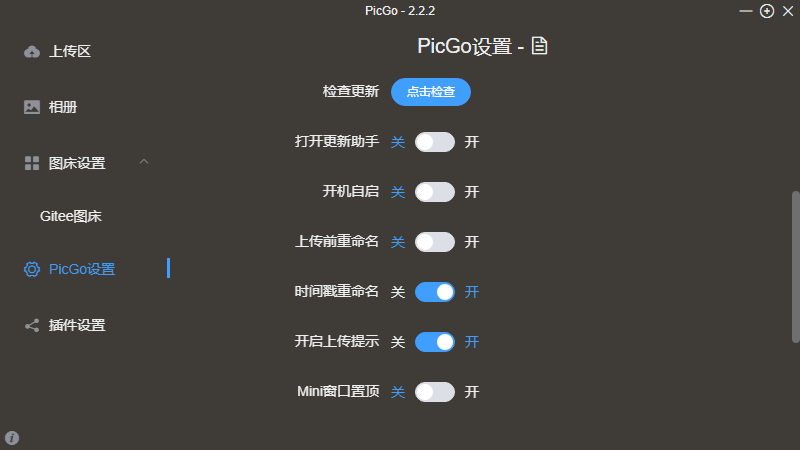 PicGo - 2.2.2
上传区
相册
图床设置
Gitee图床
PicGo设置
插件设置
PicGo设置 -
检查更新 点击检查
打开更新助手 关 开
开机自启 关 开
上传前重命名 关 开
时间戳重命名 关 开
开启上传提示 关 开
Mini窗口置顶 关 开